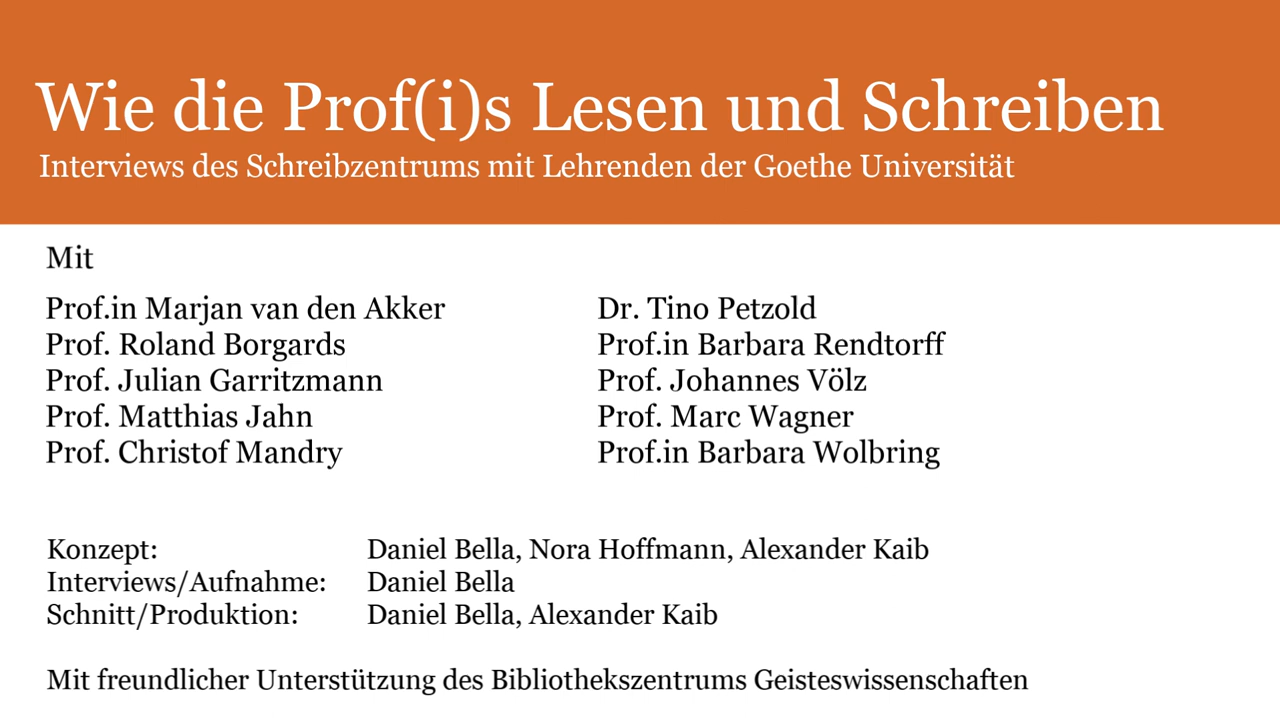 Wie die Prof(i)s Lesen und Schreiben
Interviews des Schreibzentrums mit Lehrenden der Goethe Universität
Mit
Prof.in Marjan van den Akker
Prof. Roland Borgards
Prof. Julian Garritzmann
Prof. Matthias Jahn
Prof. Christof Mandry
Dr. Tino Petzold
Prof.in Barbara Rendtorff
Prof. Johannes Völz
Prof. Marc Wagner
Prof.in Barbara Wolbring
Konzept: Daniel Bella, Nora Hoffmann, Alexander Kaib
Interviews/Aufnahme: Daniel Bella
Schnitt/Produktion: Daniel Bella, Alexander Kaib
Mit freundlicher Unterstützung des Bibliothekszentrums Geisteswissenschaften